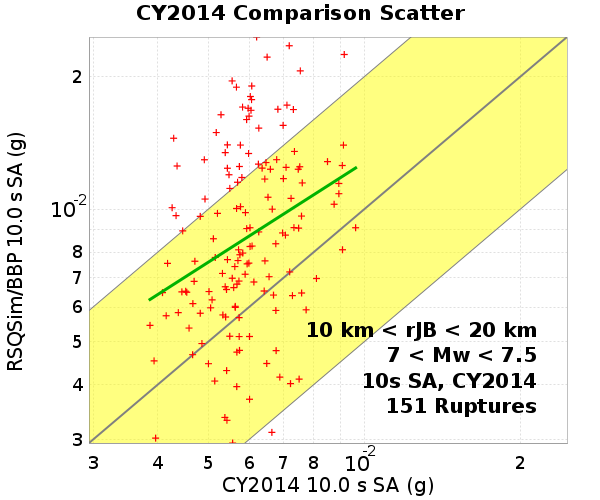 CY2014 Comparison Scatter
RSQSim/BBP 10.0 s SA (g)
2
10-2
8
7
6
5
4
3
10 km < rJB < 20 km
7 < Mw < 7.5
10s SA, CY2014
151 Ruptures
3 4 5 6 7 8 10-2 2
CY2014 10.0 s SA (g)